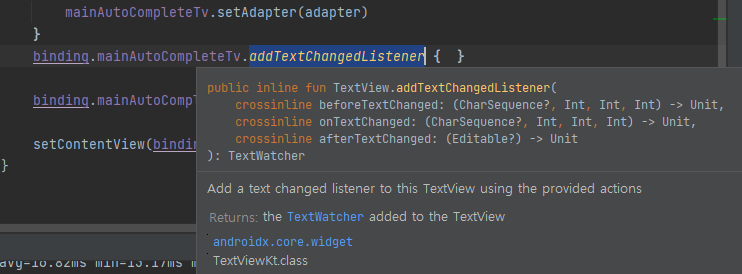 mainAutoCompleteTv.setAdapter(adapter)
}
binding.mainAutoCompleteTv.addTextChangedListener { }
public inline fun TextView.addTextChangedListener(
crossinline beforeTextChanged: (CharSequence?, Int, Int, Int) -> Unit,
binding.mainAutoCompl
crossinline onTextChanged: (CharSequence?, Int, Int, Int) -> Unit,
crossinline afterTextChanged: (Editable?) -> Unit
setContentView(bindin
): TextWatcher
}
Add a text changed listener to this TextView using the provided actions
Returns: the TextWatcher added to the TextView
androidx.core.widget
TextViewKt.class
avg=18.82ms min=13.17ms m